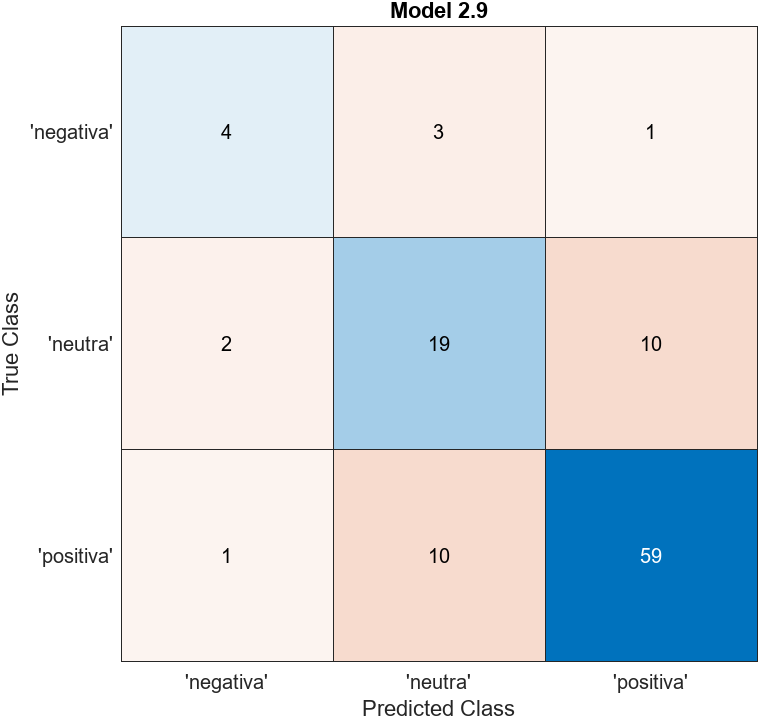 Model 2.9
True Class
'negativa' 4 3 1
'neutra' 2 19 10
'positiva' 1 10 59
'negativa' 'neutra' 'positiva'
Predicted Class